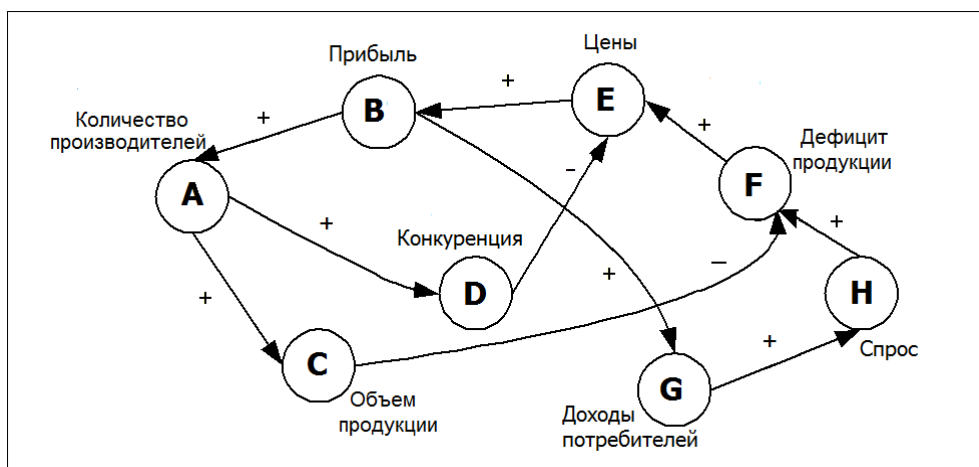 Цены
Прибыль
+
E
B
+
Количество
производителей
+
Дефицит
продукции
–
F
A
+
Конкуренция
+
–
+
D
+
H
+
C
+
Спрос
G
Объем
продукции
Доходы
потребителей